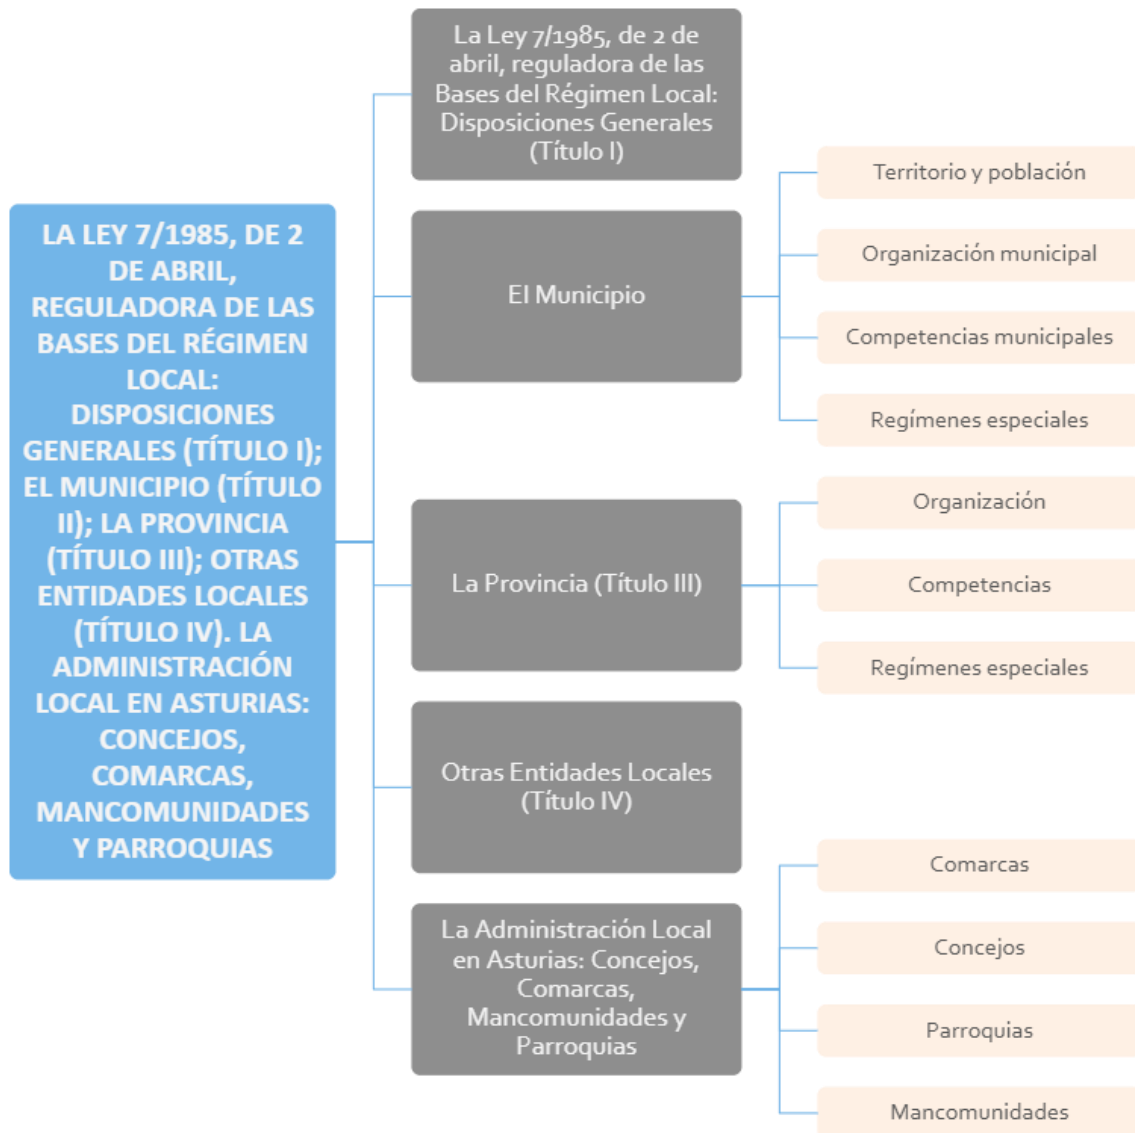 LA LEY 7/1985, DE 2
DE ABRIL,
REGULADORA DE LAS
BASES DEL RÉGIMEN
LOCAL:
DISPOSICIONES
GENERALES (TÍTULO I);
EL MUNICIPIO (TÍTULO
II); LA PROVINCIA
(TÍTULO III); OTRAS
ENTIDADES LOCALES
(TÍTULO IV). LA
ADMINISTRACIÓN
LOCAL EN ASTURIAS:
CONCEJOS,
COMARCAS,
MANCOMUNIDADES
Y PARROQUIAS
La Ley 7/1985, de 2 de
abril, reguladora de las
Bases del Régimen Local:
Disposiciones Generales
(Título I)
El Municipio
Territorio y población
Organización municipal
Competencias municipales
Regímenes especiales
La Provincia (Título III)
Organización
Competencias
Regímenes especiales
Otras Entidades Locales
(Título IV)
La Administración Local
en Asturias: Concejos,
Comarcas,
Mancomunidades y
Parroquias
Comarcas
Concejos
Parroquias
Mancomunidades